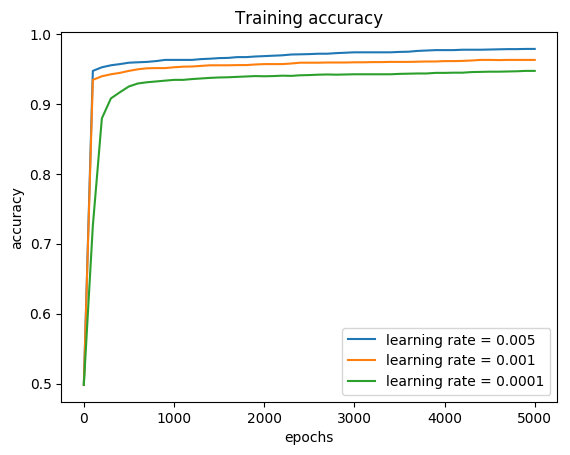 Training accuracy
1.0
0.9
0.8
0.7
0.6
0.5
accuracy
learning rate = 0.005
learning rate = 0.001
learning rate = 0.0001
0 1000 2000 3000 4000 5000
epochs